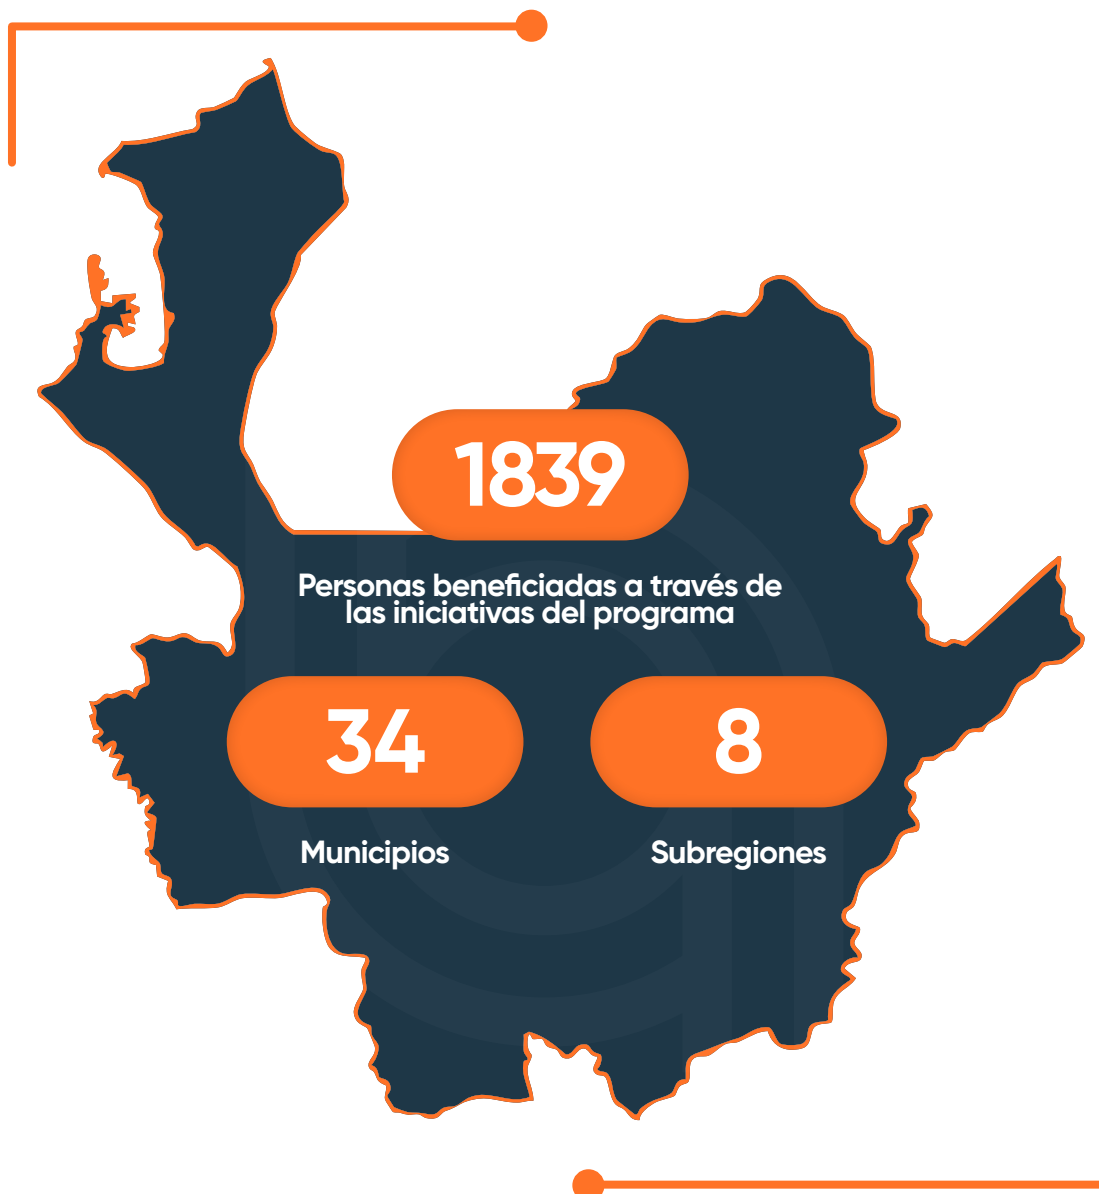 1839
Personas beneficiadas a través de
las iniciativas del programa
34
8
Municipios
Subregiones